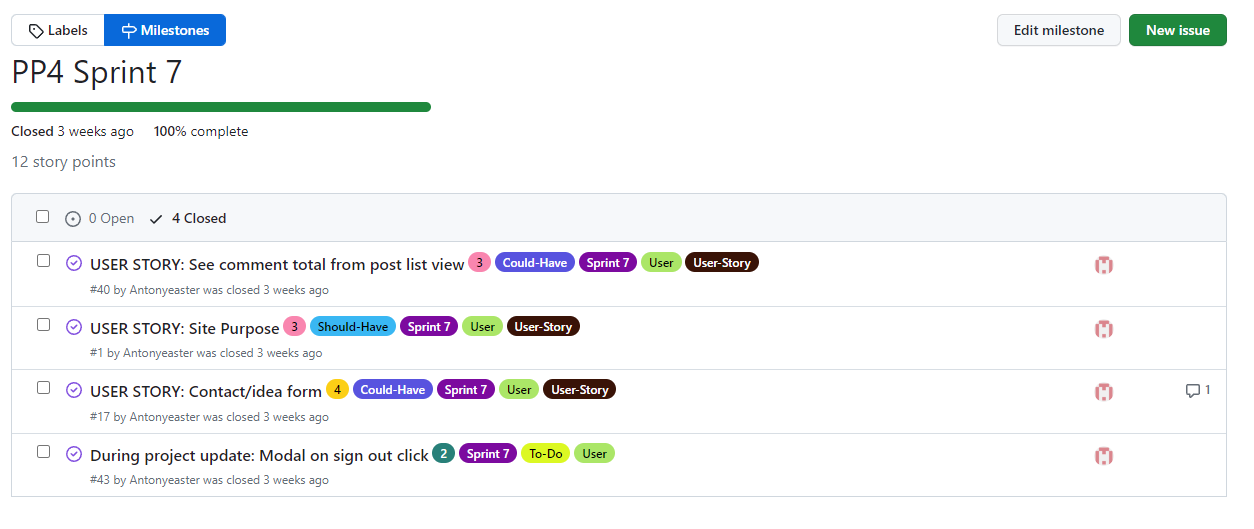 Labels Milestones Edit milestone New issue
PP4 Sprint 7
Closed 3 weeks ago 100% complete
12 story points
0 Open 4 Closed
USER STORY: See comment total from post list view 3 Could-Have Sprint 7 User User-Story
#40 by Antonyeaster was closed 3 weeks ago
USER STORY: Site Purpose 3 Should-Have Sprint 7 User User-Story
#1 by Antonyeaster was closed 3 weeks ago
USER STORY: Contact/idea form 4 Could-Have Sprint 7 User User-Story 1
#17 by Antonyeaster was closed 3 weeks ago
During project update: Modal on sign out click 2 Sprint 7 To-Do User
#43 by Antonyeaster was closed 3 weeks ago